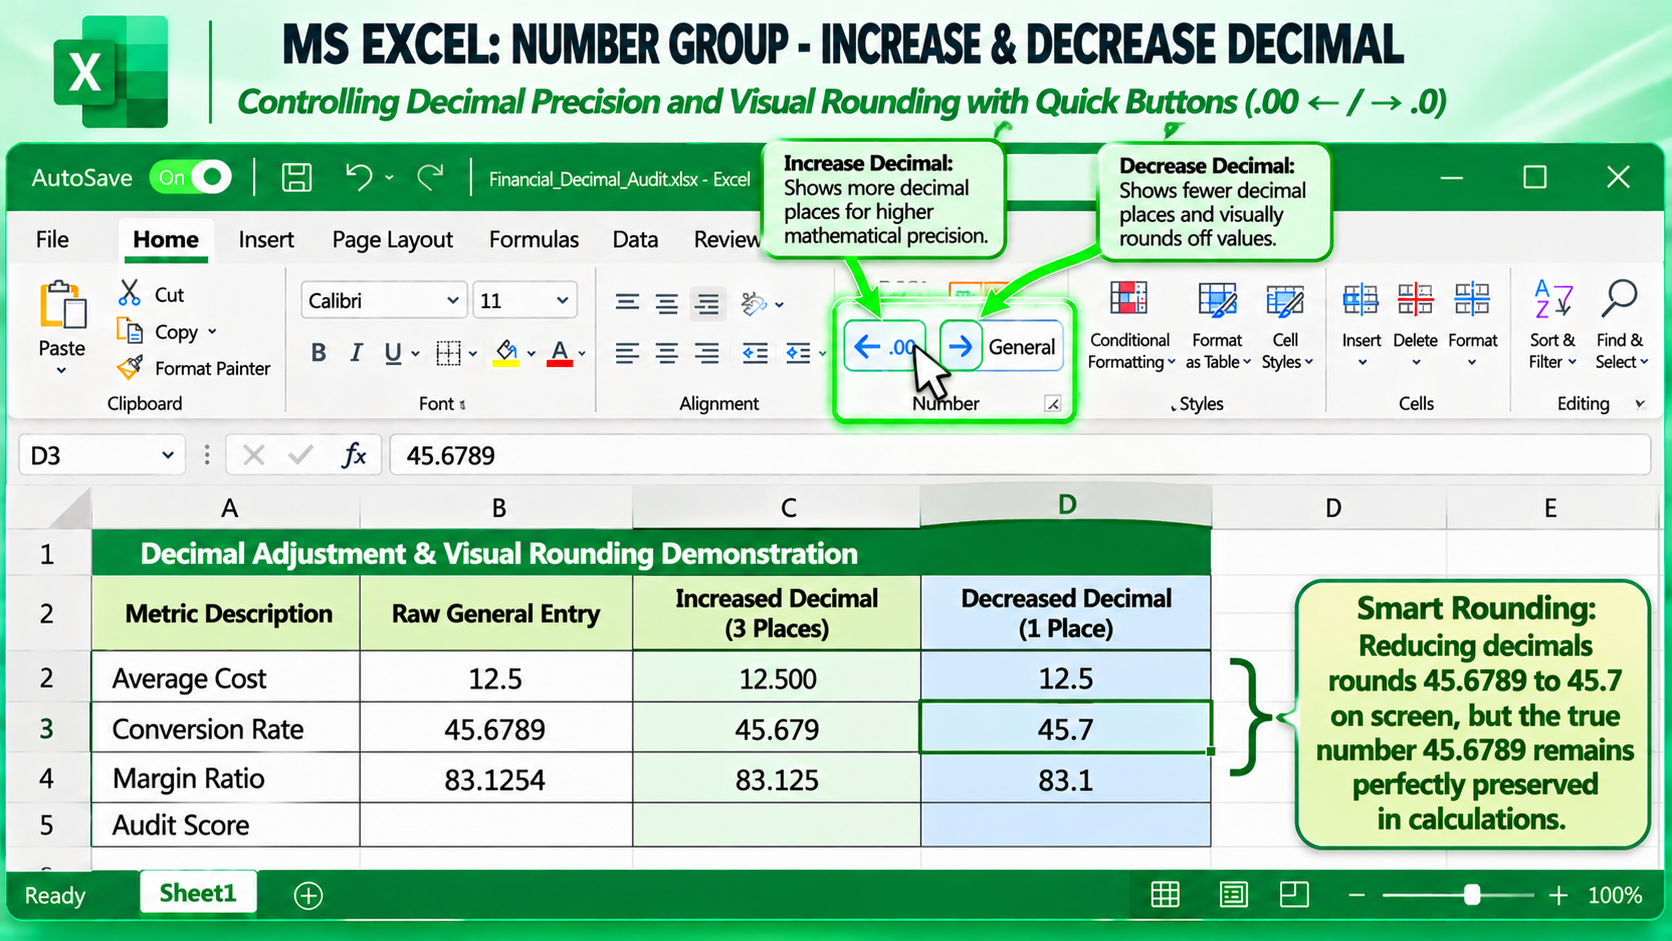 X
MS EXCEL: NUMBER GROUP - INCREASE & DECREASE DECIMAL
Controlling Decimal Precision and Visual Rounding with Quick Buttons (.00 ← / → .0)
AutoSave On Financial_Decimal_Audit.xlsx - Excel
Increase Decimal:
Shows more decimal
places for higher
mathematical precision.
Decrease Decimal:
Shows fewer decimal
places and visually
rounds off values.
File Home Insert Page Layout Formulas Data Review
Paste
Cut
Copy
Format Painter
Clipboard
Calibri 11
B I U A
Font
Alignment
← .00 → General
Number
Conditional
Formatting
Format
as Table
Cell
Styles
Styles
Insert Delete Format
Cells
A
Z
Sort &
Filter
Find &
Select
Editing
D3 fx 45.6789
A B C D D E
1 Decimal Adjustment & Visual Rounding Demonstration
2 Metric Description Raw General Entry Increased Decimal (3 Places) Decreased Decimal (1 Place)
2 Average Cost 12.5 12.500 12.5
3 Conversion Rate 45.6789 45.679 45.7
4 Margin Ratio 83.1254 83.125 83.1
5 Audit Score
Smart Rounding:
Reducing decimals
rounds 45.6789 to 45.7
on screen, but the true
number 45.6789 remains
perfectly preserved
in calculations.
Ready Sheet1 100%